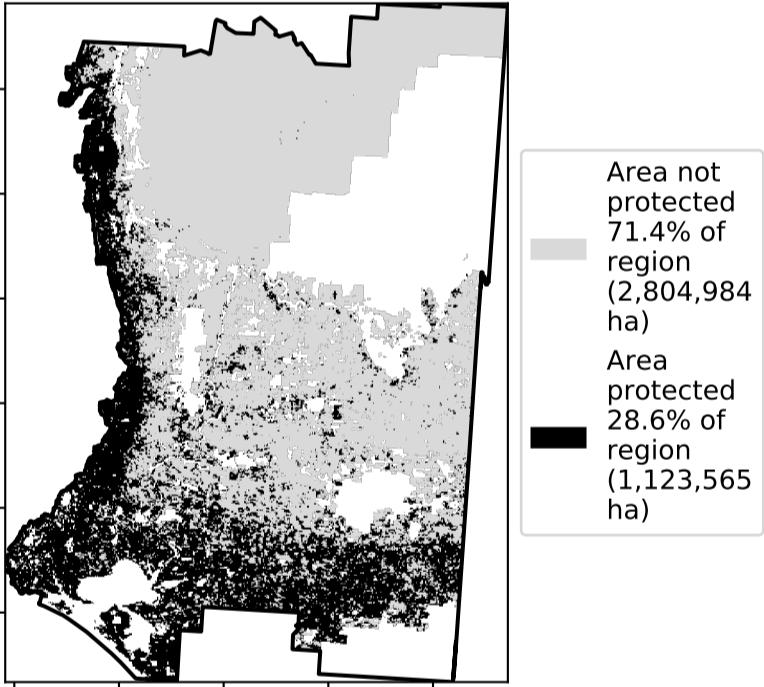 Area not
protected
71.4% of
region
(2,804,984
ha)
Area
protected
28.6% of
region
(1,123,565
ha)